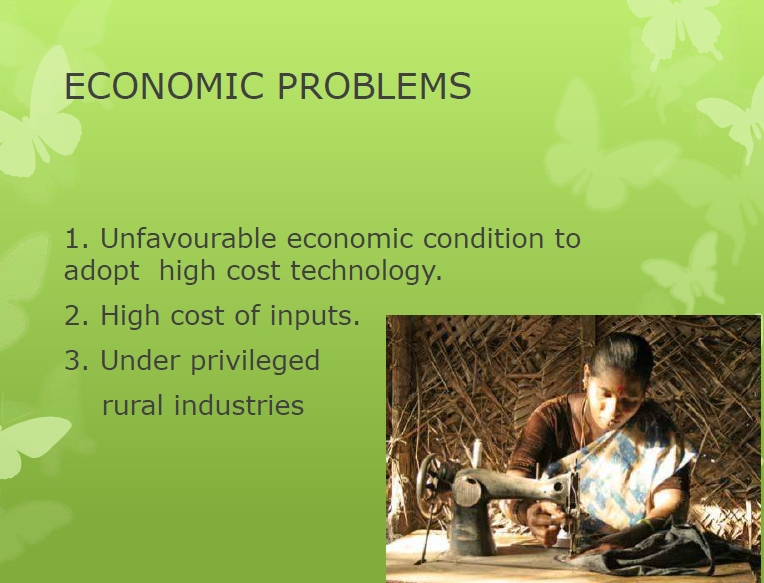 ECONOMIC PROBLEMS
1. Unfavourable economic condition to
adopt  high cost technology.
2. High cost of inputs.
3. Under privileged
rural industries